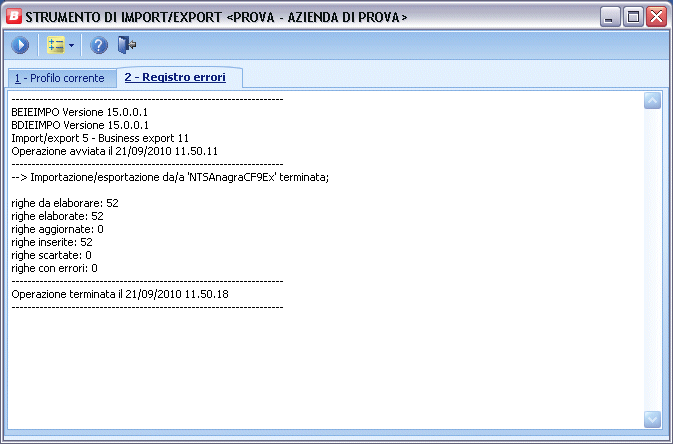 B STRUMENTO DI IMPORT/EXPORT <PROVA - AZIENDA DI PROVA>
1 - Profilo corrente 2 - Registro errori
--------------------------------------------------------------------
BEIEIMPO Versione 15.0.0.1
BDIEIMPO Versione 15.0.0.1
Import/export 5 - Business export 11
Operazione avviata il 21/09/2010 11.50.11
--------------------------------------------------------------------
--> Importazione/esportazione da/a 'NTSAnagraCF9Ex' terminata;
righe da elaborare: 52
righe elaborate: 52
righe aggiornate: 0
righe inserite: 52
righe scartate: 0
righe con errori: 0
--------------------------------------------------------------------
Operazione terminata il 21/09/2010 11.50.18
--------------------------------------------------------------------